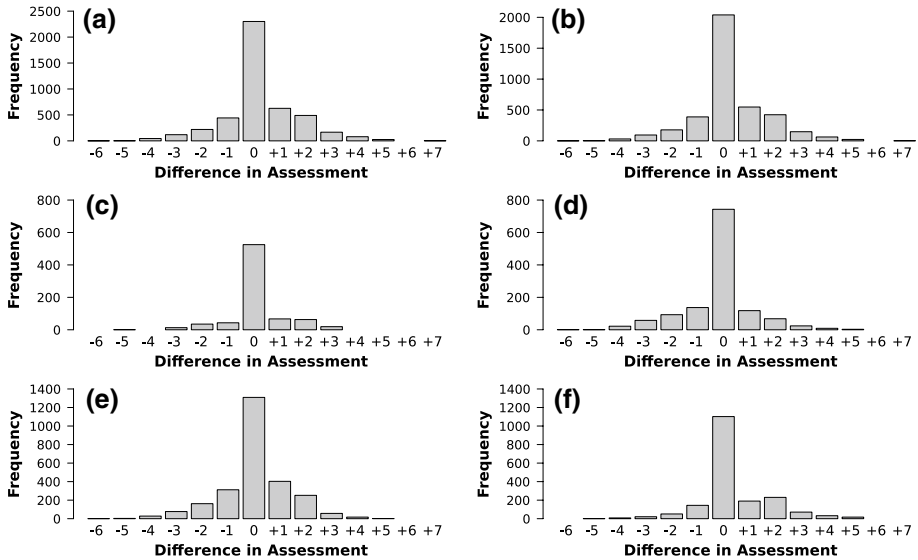 (a)
Frequency
2500
2000
1500
1000
500
0
-6 -5 -4 -3 -2 -1 0 +1 +2 +3 +4 +5 +6 +7
Difference in Assessment
(b)
Frequency
2000
1500
1000
500
0
-6 -5 -4 -3 -2 -1 0 +1 +2 +3 +4 +5 +6 +7
Difference in Assessment
(c)
Frequency
800
600
400
200
0
-6 -5 -4 -3 -2 -1 0 +1 +2 +3 +4 +5 +6 +7
Difference in Assessment
(d)
Frequency
800
600
400
200
0
-6 -5 -4 -3 -2 -1 0 +1 +2 +3 +4 +5 +6 +7
Difference in Assessment
(e)
Frequency
1400
1200
1000
800
600
400
200
0
-6 -5 -4 -3 -2 -1 0 +1 +2 +3 +4 +5 +6 +7
Difference in Assessment
(f)
Frequency
1400
1200
1000
800
600
400
200
0
-6 -5 -4 -3 -2 -1 0 +1 +2 +3 +4 +5 +6 +7
Difference in Assessment